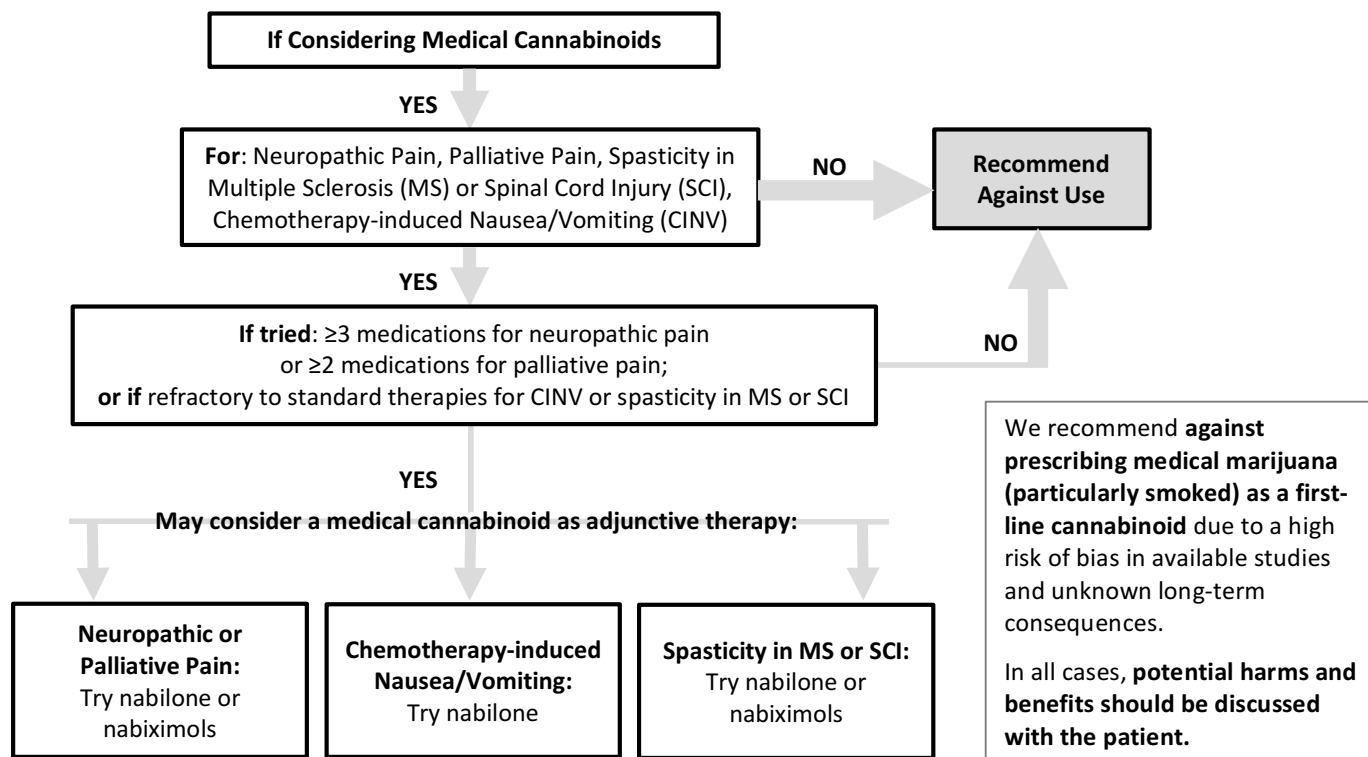 If Considering Medical Cannabinoids
YES
For: Neuropathic Pain, Palliative Pain, Spasticity in
Multiple Sclerosis (MS) or Spinal Cord Injury (SCI),
Chemotherapy-induced Nausea/Vomiting (CINV)
NO
Recommend
Against Use
YES
If tried: ≥3 medications for neuropathic pain
or ≥2 medications for palliative pain;
or if refractory to standard therapies for CINV or spasticity in MS or SCI
NO
YES
May consider a medical cannabinoid as adjunctive therapy:
Neuropathic or
Palliative Pain:
Try nabilone or
nabiximols
Chemotherapy-induced
Nausea/Vomiting:
Try nabilone
Spasticity in MS or SCI:
Try nabilone or
nabiximols
We recommend against
prescribing medical marijuana
(particularly smoked) as a first-
line cannabinoid due to a high
risk of bias in available studies
and unknown long-term
consequences.
In all cases, potential harms and
benefits should be discussed
with the patient.